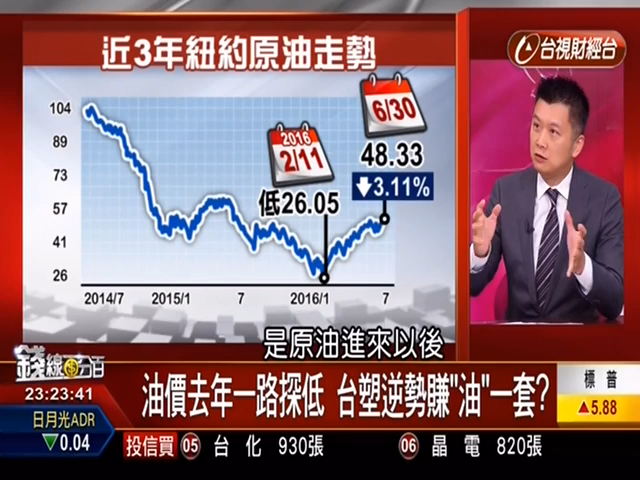 近3年紐約原油走勢
台視財經台
104
89
73
57
41
26
2016
2/11
低26.05
6/30
48.33
3.11%
2014/7
2015/1
7
2016/1
7
是原油進來以後
錢線百分百
23:23:41
油價去年一路探低 台塑逆勢賺"油"一套?
標普
5.88
日月光ADR
0.04
投信買 05 台化 930張 06 晶電 820張